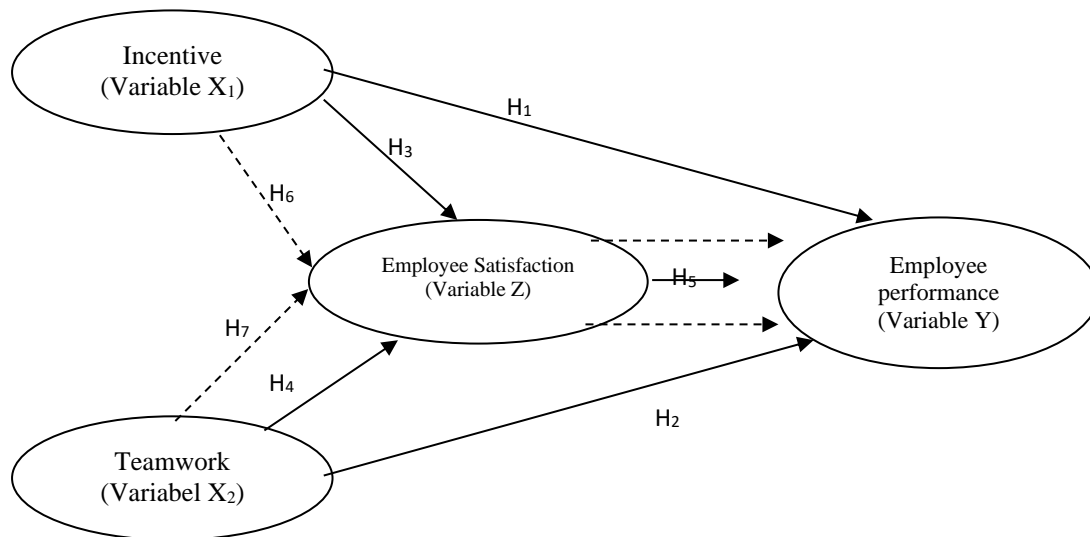 Incentive
(Variable X₁)
H₁
H₃
H₆
Employee Satisfaction
(Variable Z)
H₅
Employee
performance
(Variable Y)
H₇
H₄
H₂
Teamwork
(Variabel X₂)